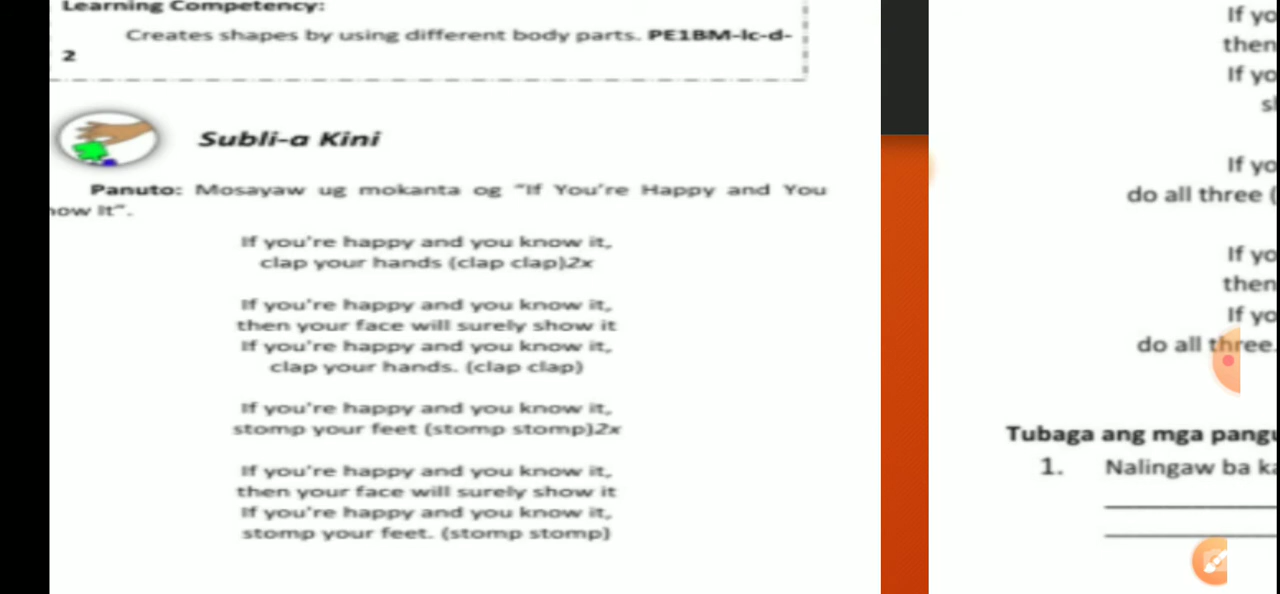 Learning Competency:
Creates shapes by using different body parts. PE1BM-Ic-d-
2
Subli-a Kini
Panuto: Mosayaw ug mokanta og "If You're Happy and You
ow It".
If you're happy and you know it,
clap your hands (clap clap)2x
If you're happy and you know it,
then your face will surely show it
If you're happy and you know it,
clap your hands. (clap clap)
If you're happy and you know it,
stomp your feet (stomp stomp)2x
If you're happy and you know it,
then your face will surely show it
If you're happy and you know it,
stomp your feet. (stomp stomp)
If yo
then
If yo
s
If yo
do all three (
If yo
then
If yo
do all three.
Tubaga ang mga pangu
1. Nalingaw ba ka